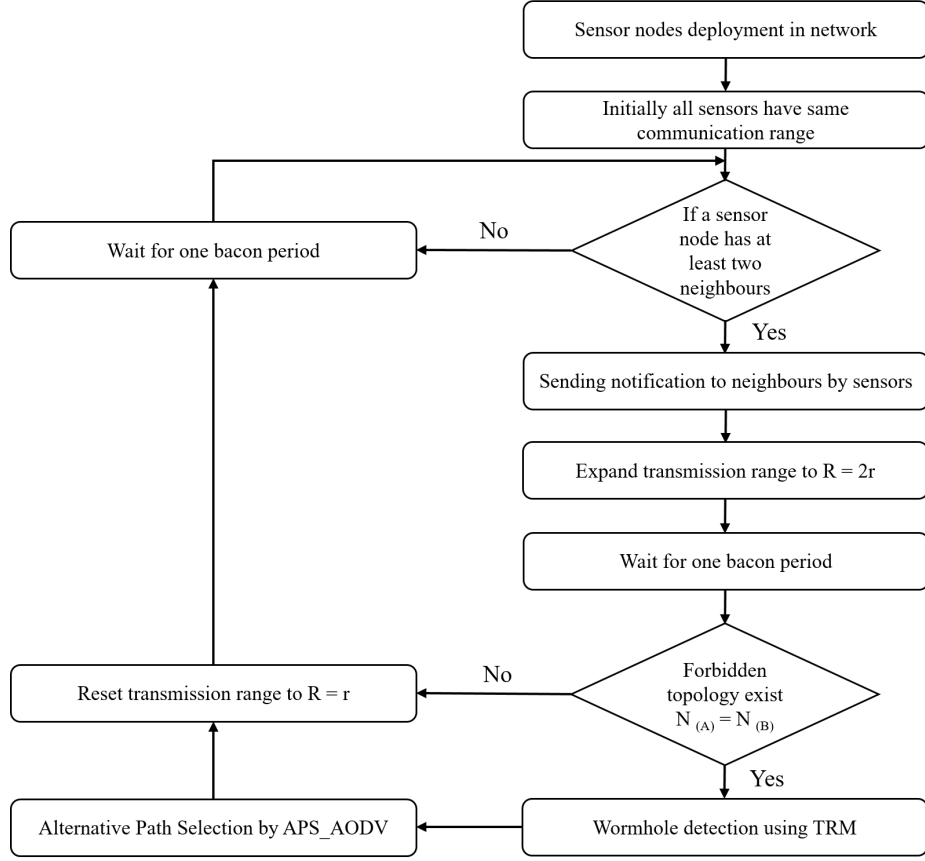 Sensor nodes deployment in network
Initially all sensors have same
communication range
If a sensor
node has at
least two
neighbours
No
Wait for one bacon period
Yes
Sending notification to neighbours by sensors
Expand transmission range to R = 2r
Wait for one bacon period
Forbidden
topology exist
N (A) = N (B)
No
Reset transmission range to R = r
Yes
Wormhole detection using TRM
Alternative Path Selection by APS_AODV